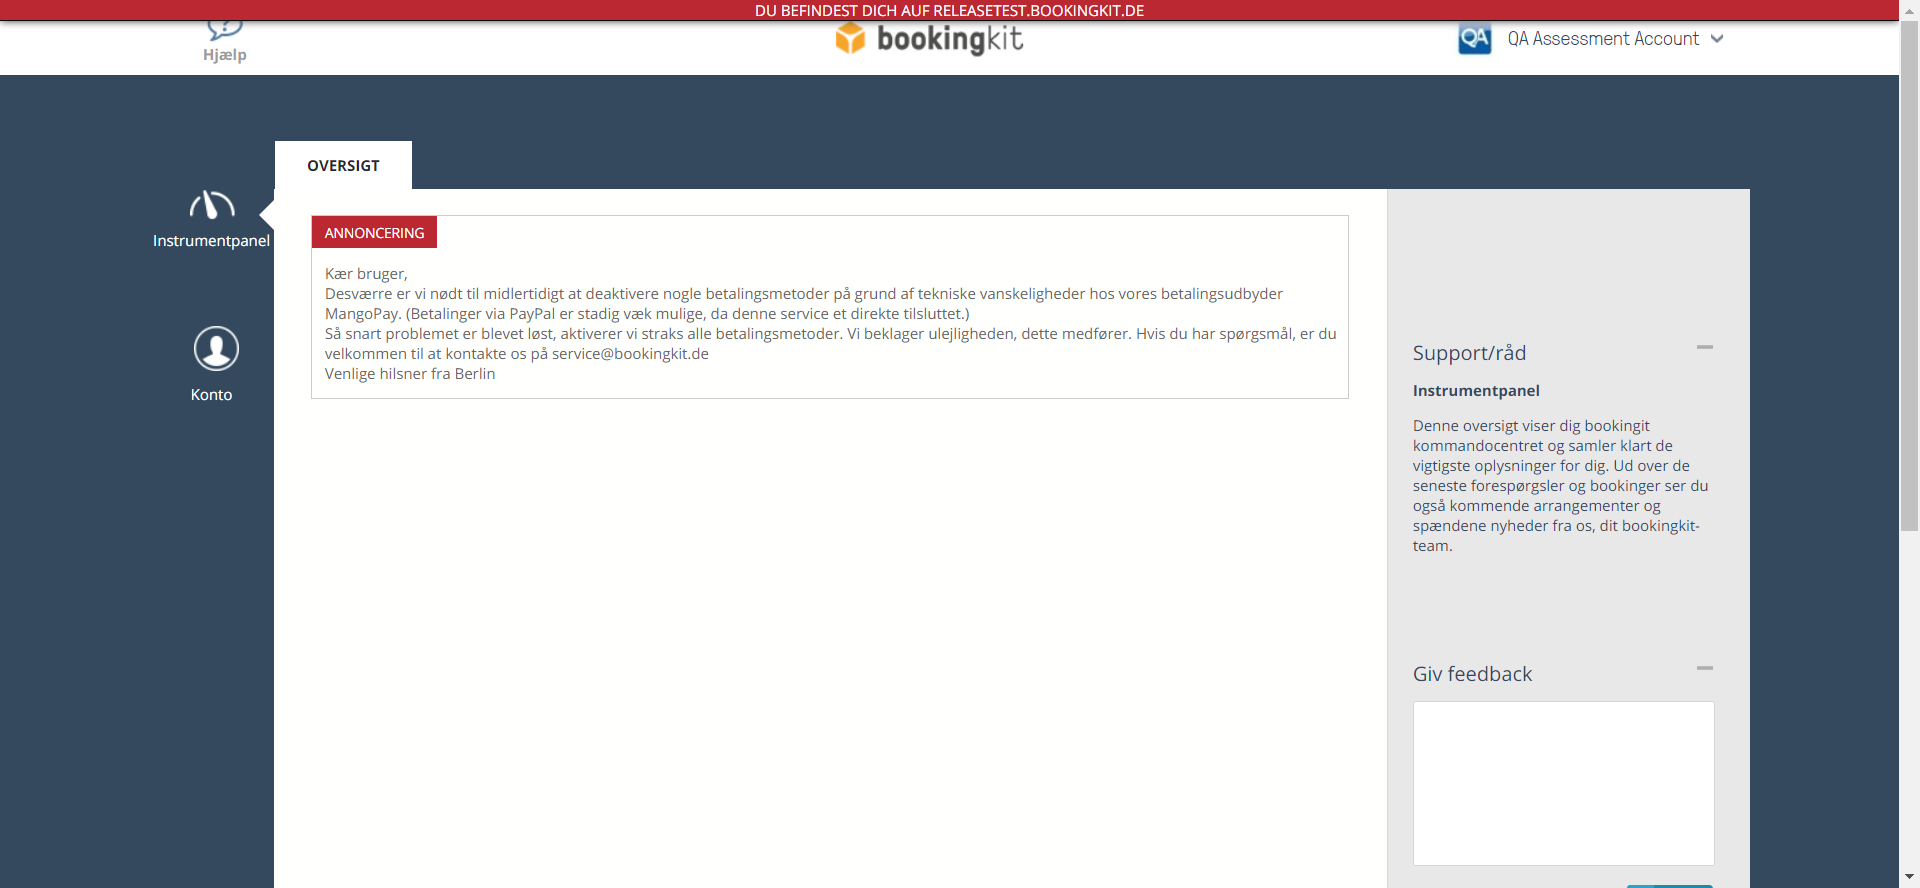 DU BEFINDEST DICH AUF RELEASETEST.BOOKINGKIT.DE
Hjælp
bookingkit
QA
QA Assessment Account
OVERSIGT
Instrumentpanel
Konto
ANNONCERING
Kær bruger,
Desværre er vi nødt til midlertidigt at deaktivere nogle betalingsmetoder på grund af tekniske vanskeligheder hos vores betalingsudbyder
MangoPay. (Betalinger via PayPal er stadig væk mulige, da denne service et direkte tilsluttet.)
Så snart problemet er blevet løst, aktiverer vi straks alle betalingsmetoder. Vi beklager ulejligheden, dette medfører. Hvis du har spørgsmål, er du
velkommen til at kontakte os på service@bookingkit.de
Venlige hilsner fra Berlin
Support/råd
Instrumentpanel
Denne oversigt viser dig bookingit
kommandocentret og samler klart de
vigtigste oplysninger for dig. Ud over de
seneste forespørgsler og bookinger ser du
også kommende arrangementer og
spændene nyheder fra os, dit bookingkit-
team.
Giv feedback